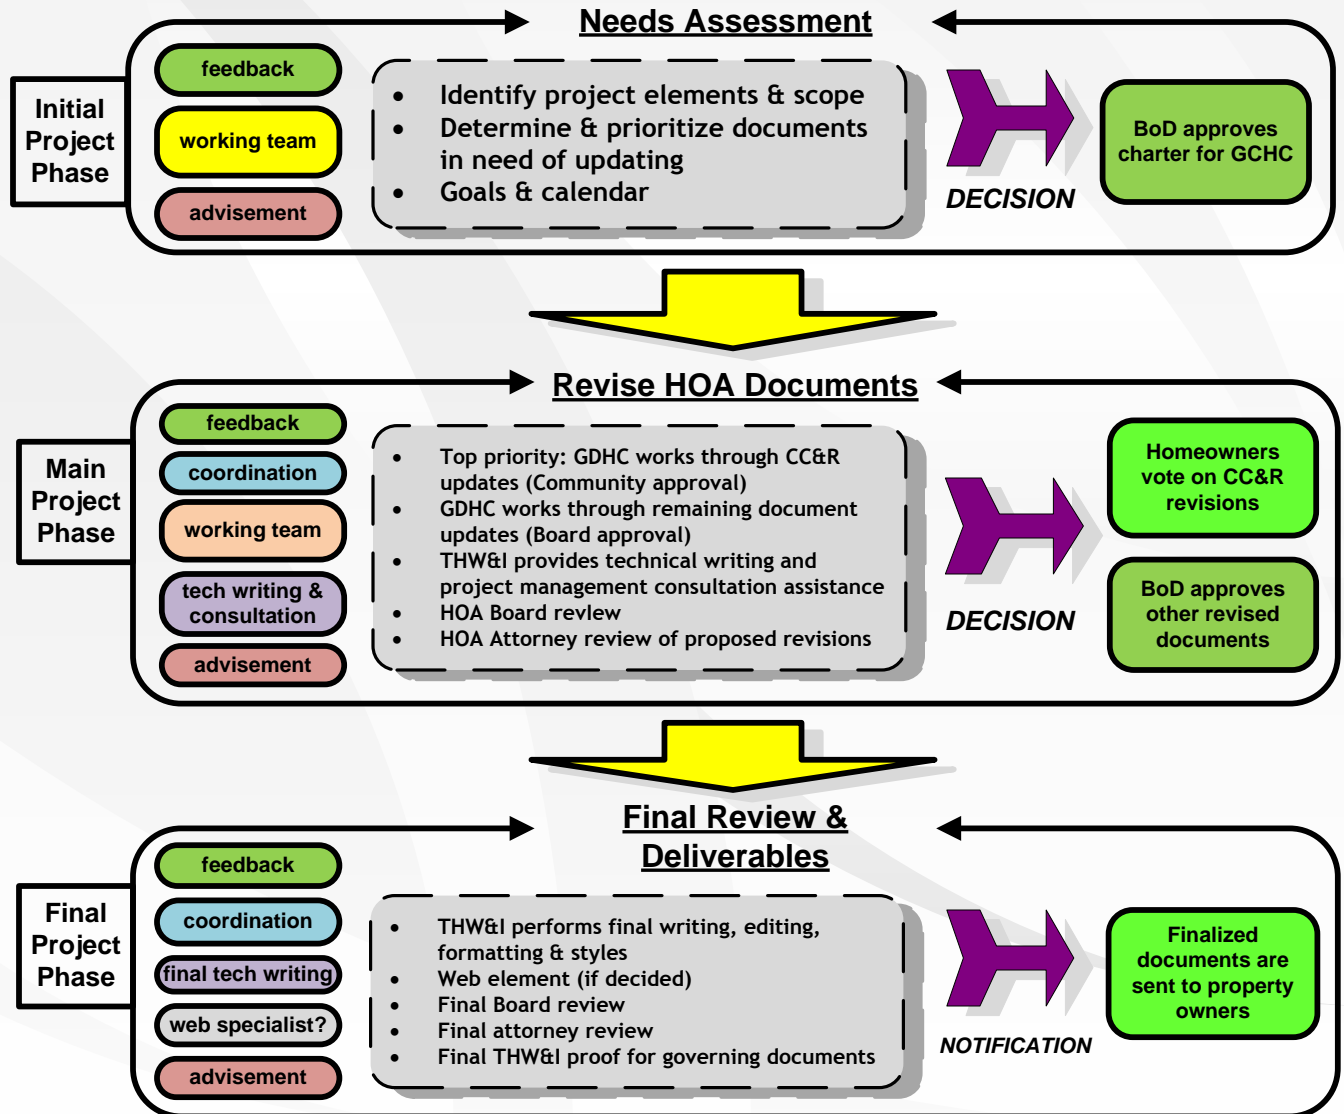 Needs Assessment
Initial
Project
Phase
feedback
working team
advisement
• Identify project elements & scope
• Determine & prioritize documents
in need of updating
• Goals & calendar
DECISION
BoD approves
charter for GCHC
Revise HOA Documents
Main
Project
Phase
feedback
coordination
working team
tech writing &
consultation
advisement
• Top priority: GDHC works through CC&R
updates (Community approval)
• GDHC works through remaining document
updates (Board approval)
• THW&I provides technical writing and
project management consultation assistance
• HOA Board review
• HOA Attorney review of proposed revisions
DECISION
Homeowners
vote on CC&R
revisions
BoD approves
other revised
documents
Final Review &
Deliverables
Final
Project
Phase
feedback
coordination
final tech writing
web specialist?
advisement
• THW&I performs final writing, editing,
formatting & styles
• Web element (if decided)
• Final Board review
• Final attorney review
• Final THW&I proof for governing documents
NOTIFICATION
Finalized
documents are
sent to property
owners